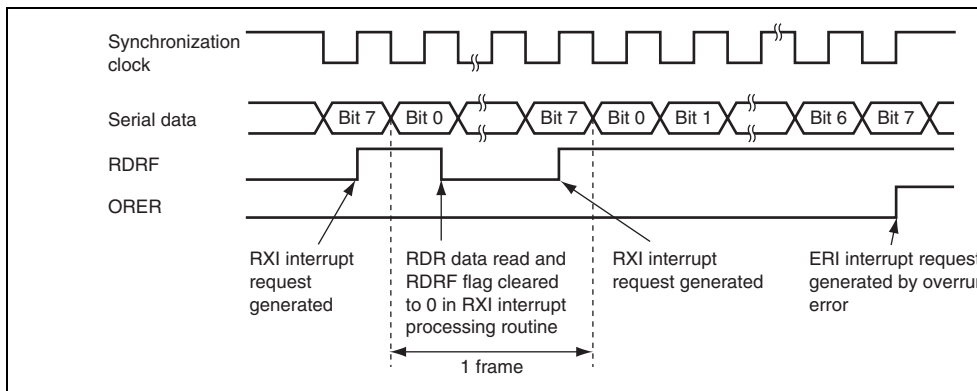 Synchronization
clock
Serial data
Bit 7
Bit 0
Bit 7
Bit 0
Bit 1
Bit 6
Bit 7
RDRF
ORER
RXI interrupt
request
generated
RDR data read and
RDRF flag cleared
to 0 in RXI interrupt
processing routine
RXI interrupt
request generated
ERI interrupt request
generated by overrun
error
1 frame